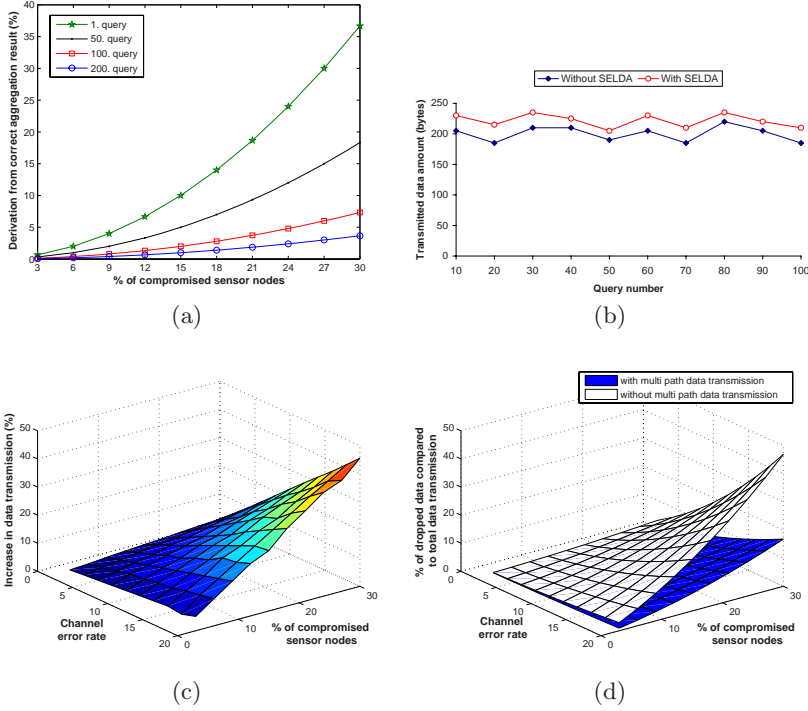 40
35
30
25
20
15
10
5
0
Derivation from correct aggregation result (%)
1. query
50. query
100. query
200. query
3 6 9 12 15 18 21 24 27 30
% of compromised sensor nodes
(a)
Without SELDA With SELDA
250
200
150
100
50
0
Transmitted data amount (bytes)
10 20 30 40 50 60 70 80 90 100
Query number
(b)
50
40
30
20
10
0
Increase in data transmission (%)
0
5
10
15
20
Channel
error rate
0
10
20
30
% of compromised
sensor nodes
(c)
with multi path data transmission
without multi path data transmission
50
40
30
20
10
0
% of dropped data compared
to total data transmission
0
5
10
15
20
Channel
error rate
0
10
20
30
% of compromised
sensor nodes
(d)